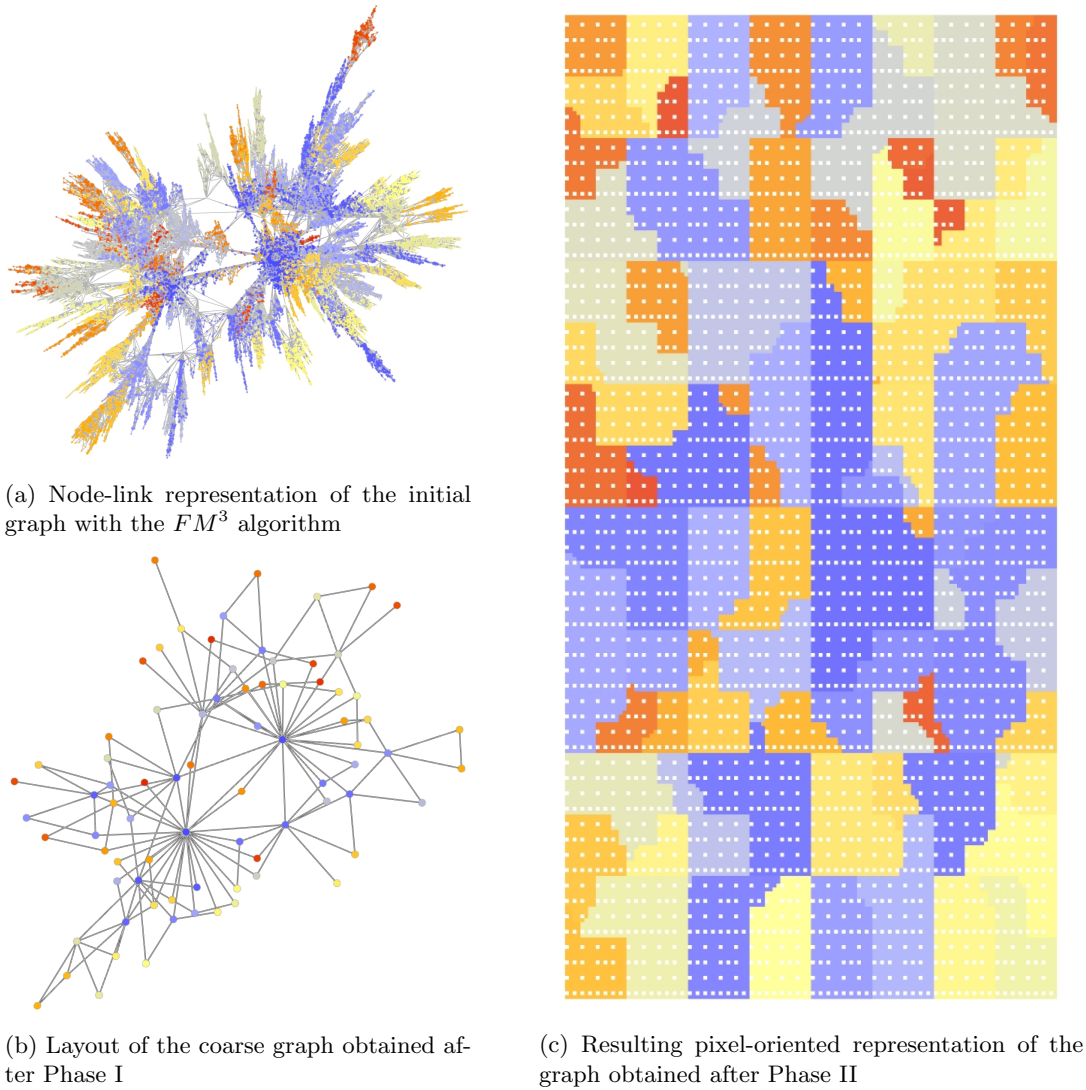 (a) Node-link representation of the initial
graph with the FM³ algorithm
(b) Layout of the coarse graph obtained af-
ter Phase I
(c) Resulting pixel-oriented representation of the
graph obtained after Phase II